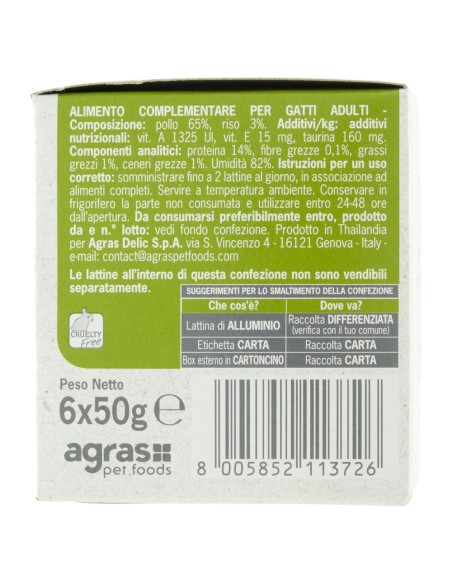 ALIMENTO COMPLEMENTARE PER GATTI ADULTI -
Composizione: pollo 65%, riso 3%. Additivi/kg: additivi
nutrizionali: vit. A 1325 UI, vit. E 15 mg, taurina 160 mg.
Componenti analitici: proteina 14%, fibre grezze 0,1%, grassi
grezzi 1%, ceneri grezze 1%. Umidità 82%. Istruzioni per un uso
corretto: somministrare fino a 2 lattine al giorno, in associazione ad
alimenti completi. Servire a temperatura ambiente. Conservare in
frigorifero la parte non consumata e utilizzare entro 24-48 ore
dall'apertura. Da consumarsi preferibilmente entro, prodotto
da e n.° lotto: vedi fondo confezione. Prodotto in Thailandia
per Agras Delic S.p.A. via S. Vincenzo 4 - 16121 Genova - Italy -
e-mail: contact@agraspetfoods.com
Le lattine all'interno di questa confezione non sono vendibili
separatamente.
SUGGERIMENTI PER LO SMALTIMENTO DELLA CONFEZIONE
Che cos'è? Dove va?
Lattina di ALLUMINIO Raccolta DIFFERENZIATA
(verifica con il tuo comune)
Etichetta CARTA Raccolta CARTA
Box esterno in CARTONCINO Raccolta CARTA
CRUELTY
Free
Peso Netto
6x50g e
agras
pet foods
8 005852 113726